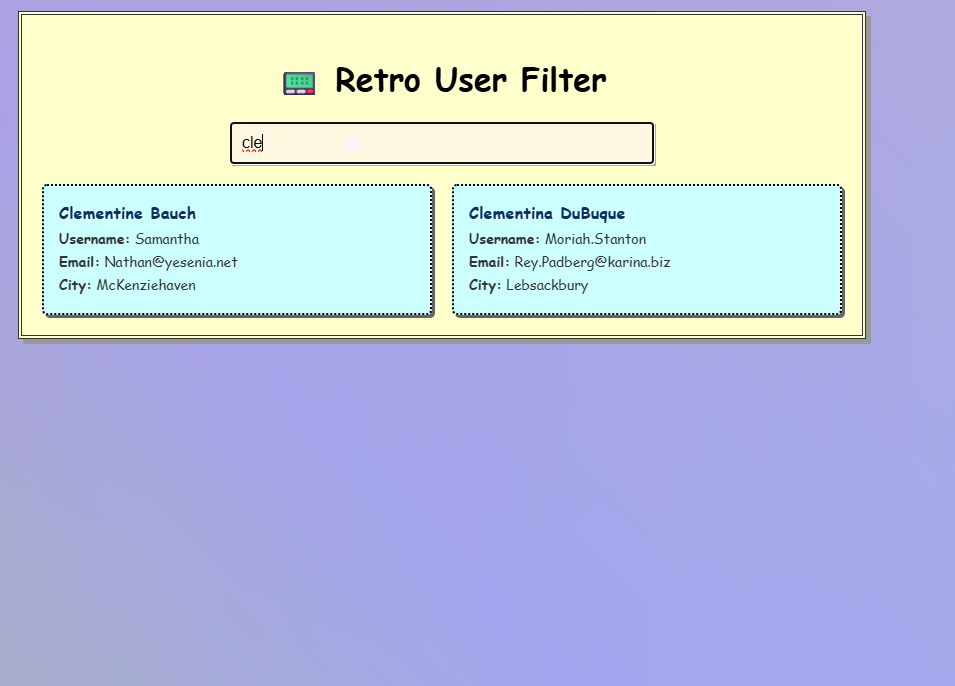 Retro User Filter
cle
Clementine Bauch
Username: Samantha
Email: Nathan@yesenia.net
City: McKenziehaven
Clementina DuBuque
Username: Moriah.Stanton
Email: Rey.Padberg@karina.biz
City: Lebsackbury